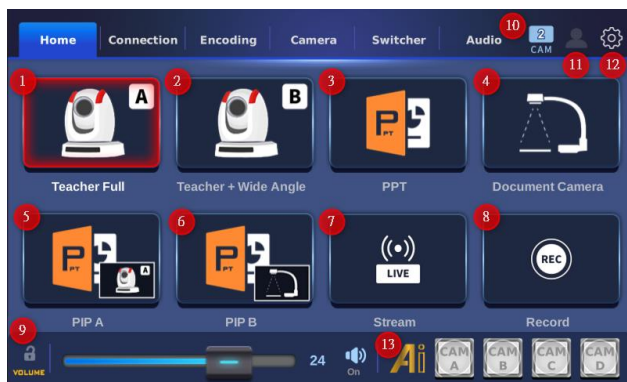 Home Connection Encoding Camera Switcher Audio 10 2 CAM 11 12
1 A 2 B 3 P PT 4
Teacher Full Teacher + Wide Angle PPT Document Camera
5 P PT A 6 P PT 7 LIVE 8 REC
PIP A PIP B Stream Record
9 a VOLUME 24 On 13 Ai CAM A CAM B CAM C CAM D